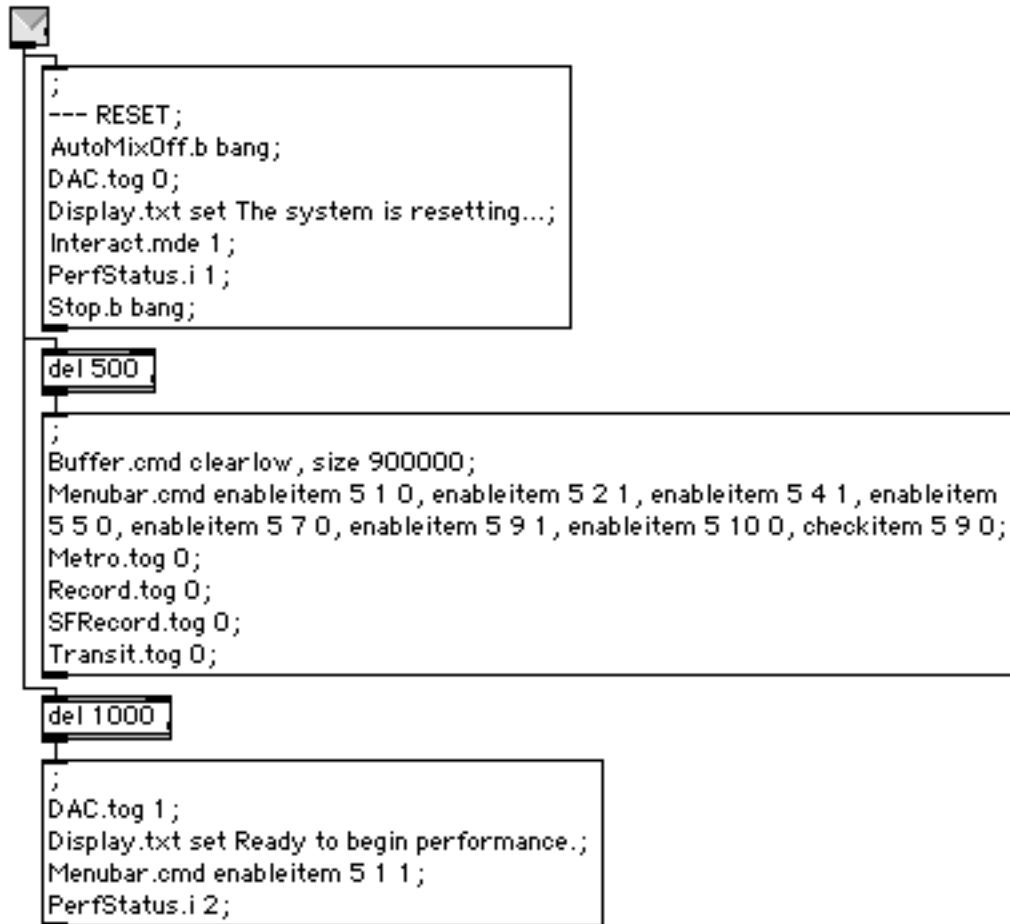 ;
--- RESET;
AutoMixOff.b bang;
DAC.tog 0;
Display.txt set The system is resetting...;
Interact.mde 1;
PerfStatus.i 1;
Stop.b bang;
del 500
;
Buffer.cmd clearlow, size 900000;
Menubar.cmd enableitem 5 1 0, enableitem 5 2 1, enableitem 5 4 1, enableitem
5 5 0, enableitem 5 7 0, enableitem 5 9 1, enableitem 5 10 0, checkitem 5 9 0;
Metro.tog 0;
Record.tog 0;
SFRecord.tog 0;
Transit.tog 0;
del 1000
;
DAC.tog 1;
Display.txt set Ready to begin performance.;
Menubar.cmd enableitem 5 1 1;
PerfStatus.i 2;